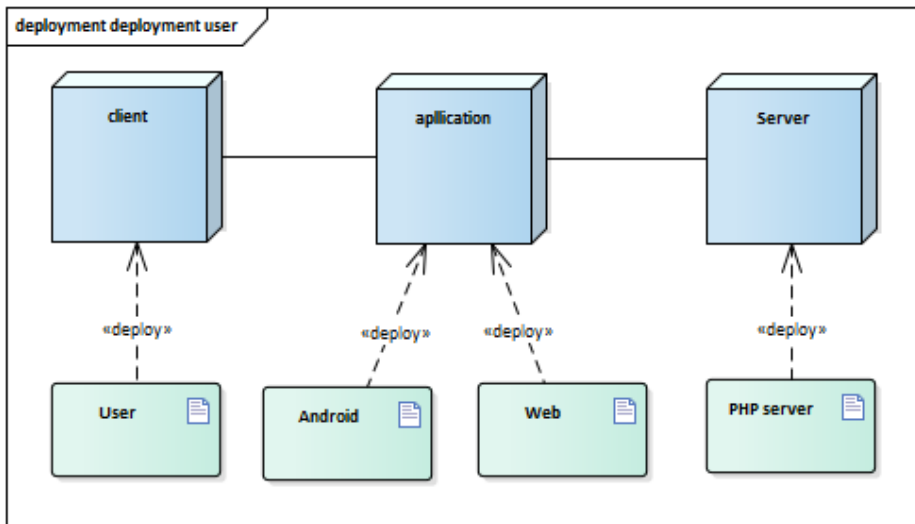 deployment deployment user
client
apllication
Server
«deploy»
«deploy»
«deploy»
«deploy»
User
Android
Web
PHP server